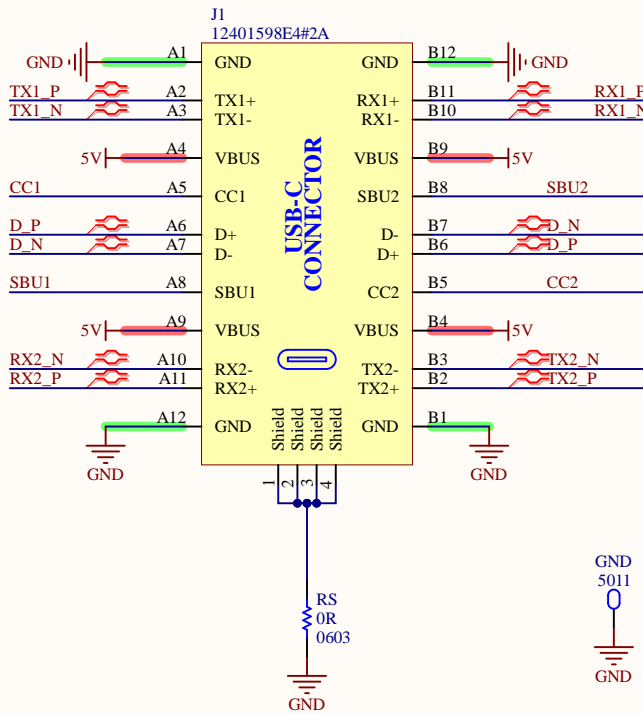 J1
12401598E4#2A
GND A1 GND GND B12 GND
TX1_P A2 TX1+ RX1+ B11 RX1_P
TX1_N A3 TX1- RX1- B10 RX1_N
5V A4 VBUS VBUS B9 5V
CC1 A5 CC1 SBU2 B8 SBU2
D_P A6 D+ D- B7 D_N
D_N A7 D- D+ B6 D_P
SBU1 A8 SBU1 CC2 B5 CC2
5V A9 VBUS VBUS B4 5V
RX2_N A10 RX2- TX2- B3 TX2_N
RX2_P A11 RX2+ TX2+ B2 TX2_P
A12 GND GND B1
USB-C
CONNECTOR
GND
GND
Shield Shield Shield Shield
1 2 3 4
RS
0R
0603
GND
GND
5011
GND